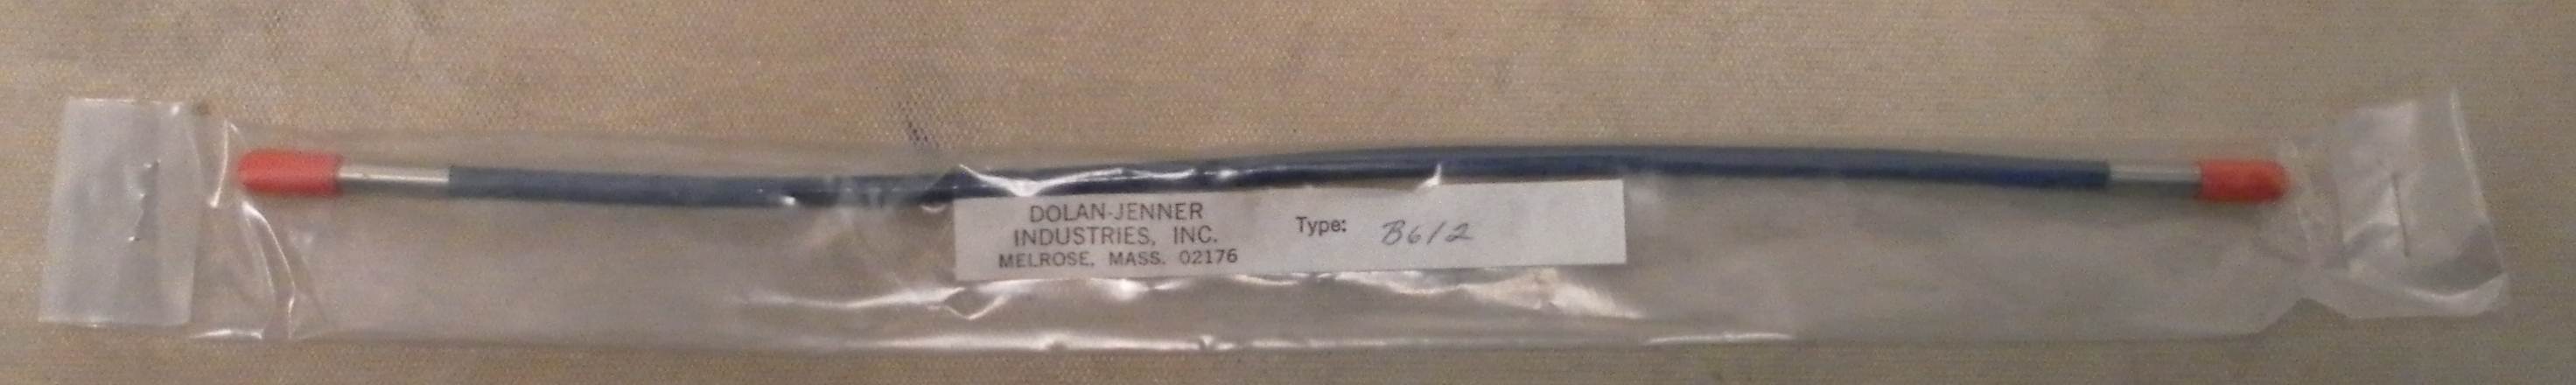 DOLAN-JENNER
INDUSTRIES, INC.
MELROSE, MASS. 02176
Type: B612